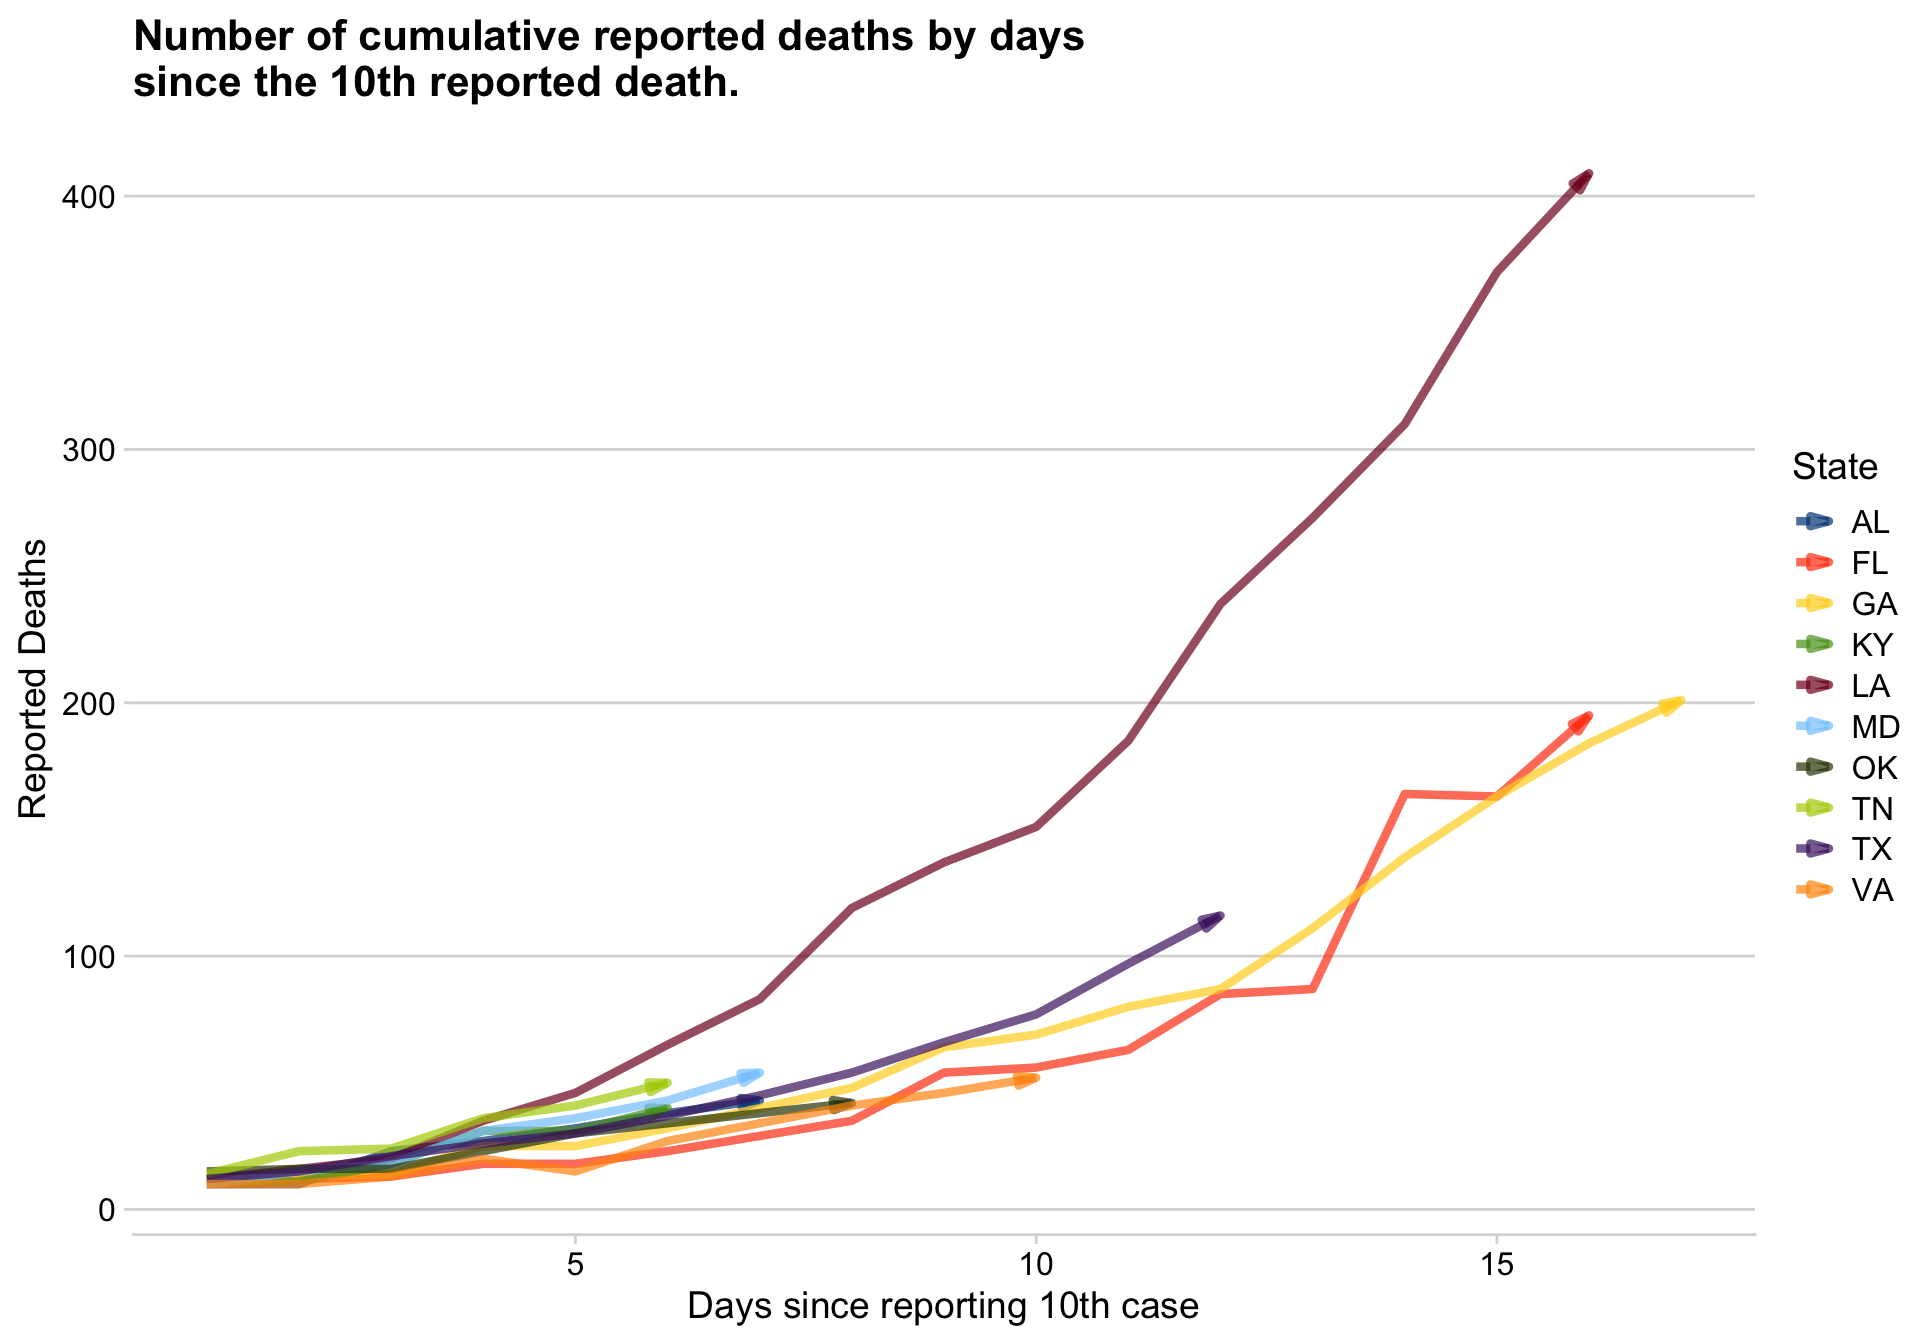 Number of cumulative reported deaths by days
since the 10th reported death.
400
300
200
100
0
Reported Deaths
5
10
15
Days since reporting 10th case
State
AL
FL
GA
KY
LA
MD
OK
TN
TX
VA